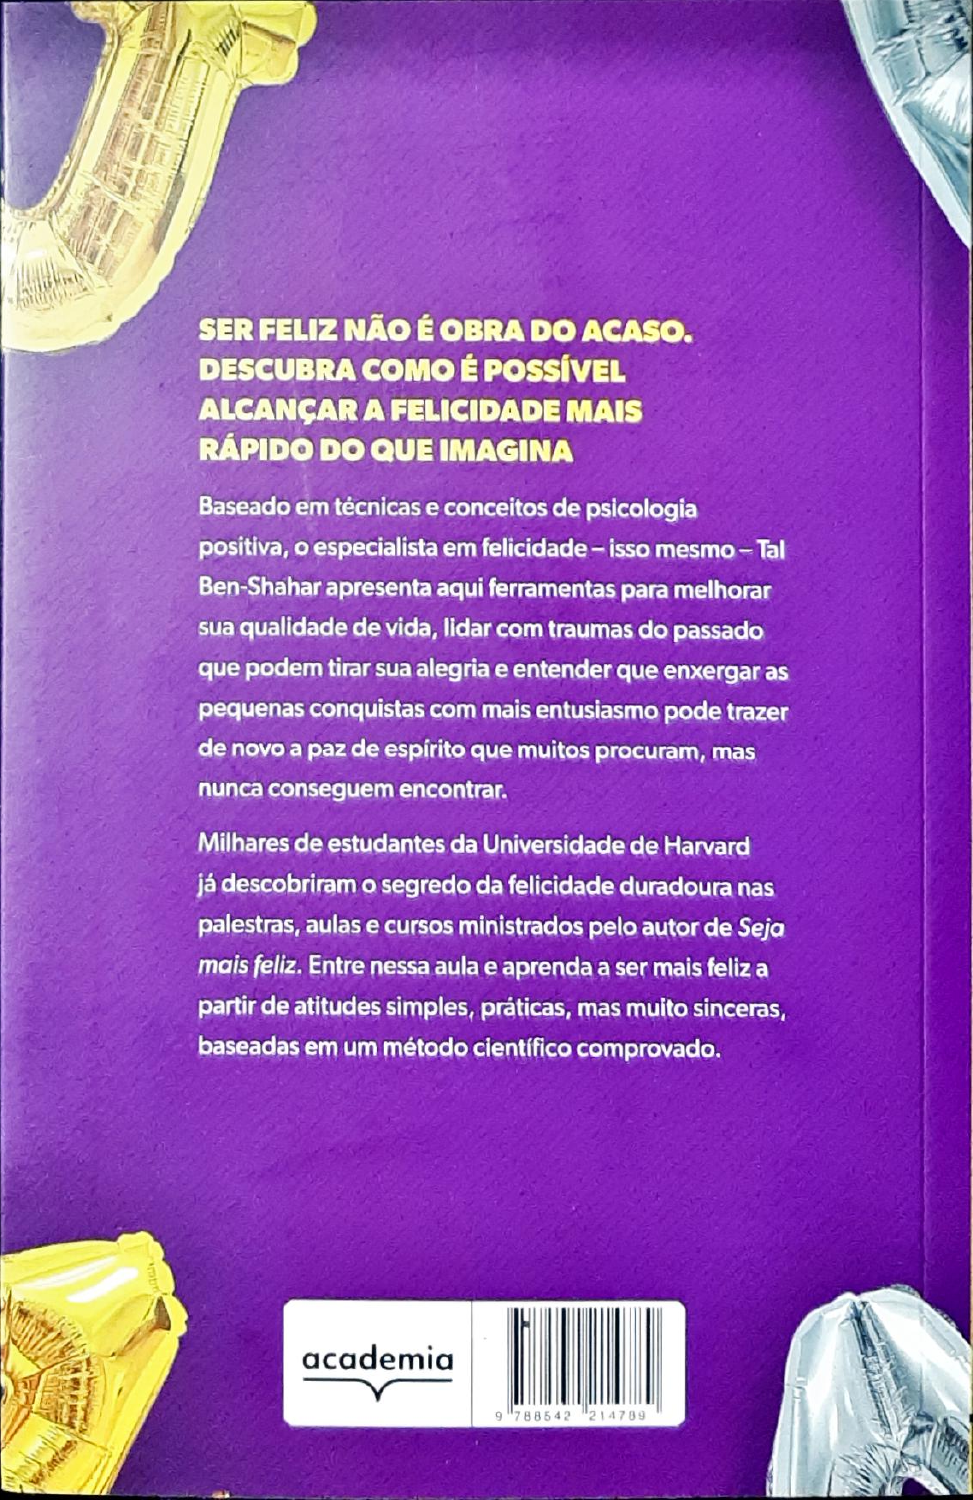 SER FELIZ NÃO É OBRA DO ACASO.
DESCUBRA COMO É POSSÍVEL
ALCANÇAR A FELICIDADE MAIS
RÁPIDO DO QUE IMAGINA
Baseado em técnicas e conceitos de psicologia
positiva, o especialista em felicidade – isso mesmo – Tal
Ben-Shahar apresenta aqui ferramentas para melhorar
sua qualidade de vida, lidar com traumas do passado
que podem tirar sua alegria e entender que enxergar as
pequenas conquistas com mais entusiasmo pode trazer
de novo a paz de espírito que muitos procuram, mas
nunca conseguem encontrar.
Milhares de estudantes da Universidade de Harvard
já descobriram o segredo da felicidade duradoura nas
palestras, aulas e cursos ministrados pelo autor de Seja
mais feliz. Entre nessa aula e aprenda a ser mais feliz a
partir de atitudes simples, práticas, mas muito sinceras,
baseadas em um método científico comprovado.
academia
9 788542 214789